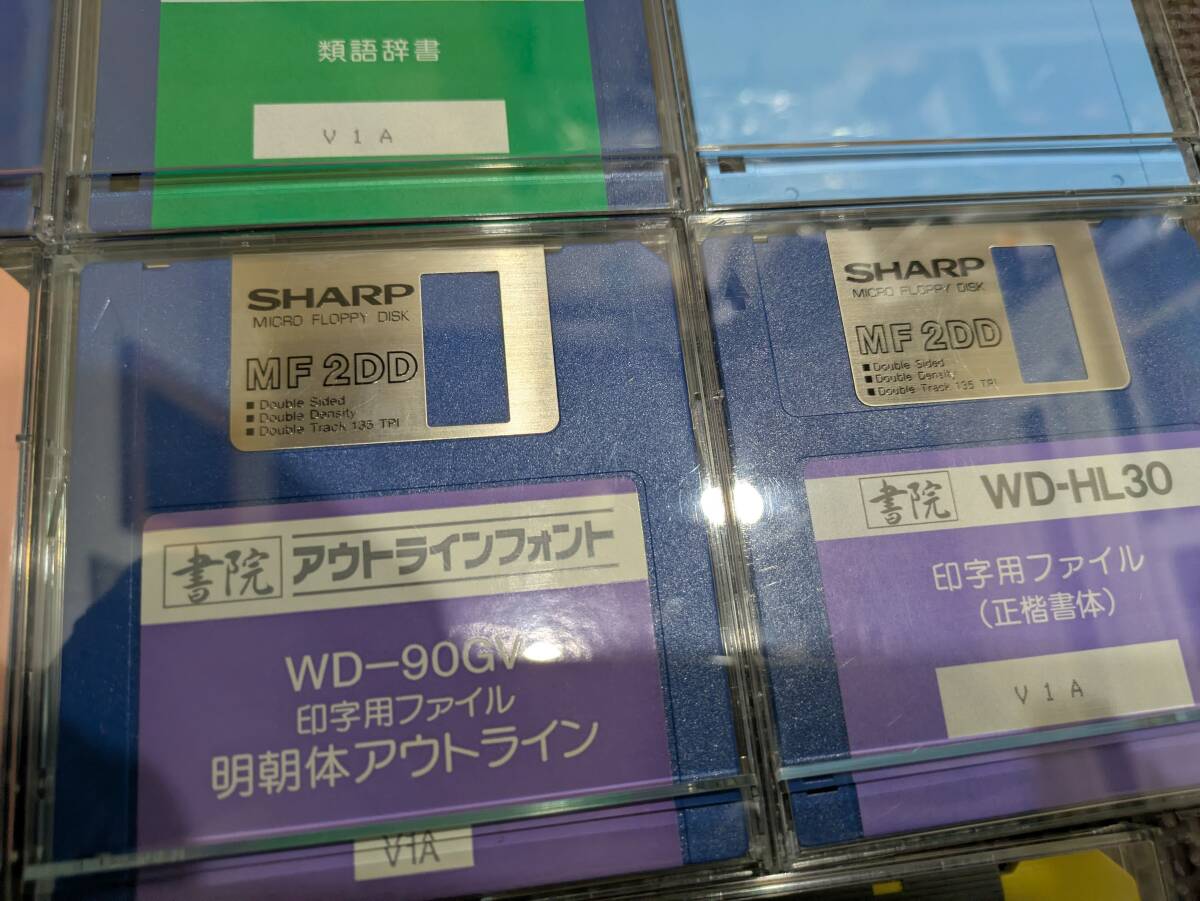 類語辞書
V 1 A
SHARP
MICRO FLOPPY DISK
MF 2DD
■ Double Sided
■ Double Density
■ Double Track 135 TPI
書院 アウトラインフォント
WD-90GV
印字用ファイル
明朝体アウトライン
V1A
SHARP
MICRO FLOPPY DISK
MF 2DD
■ Double Sided
■ Double Density
■ Double Track 135 TPI
書院 WD-HL30
印字用ファイル
(正楷書体)
V 1 A